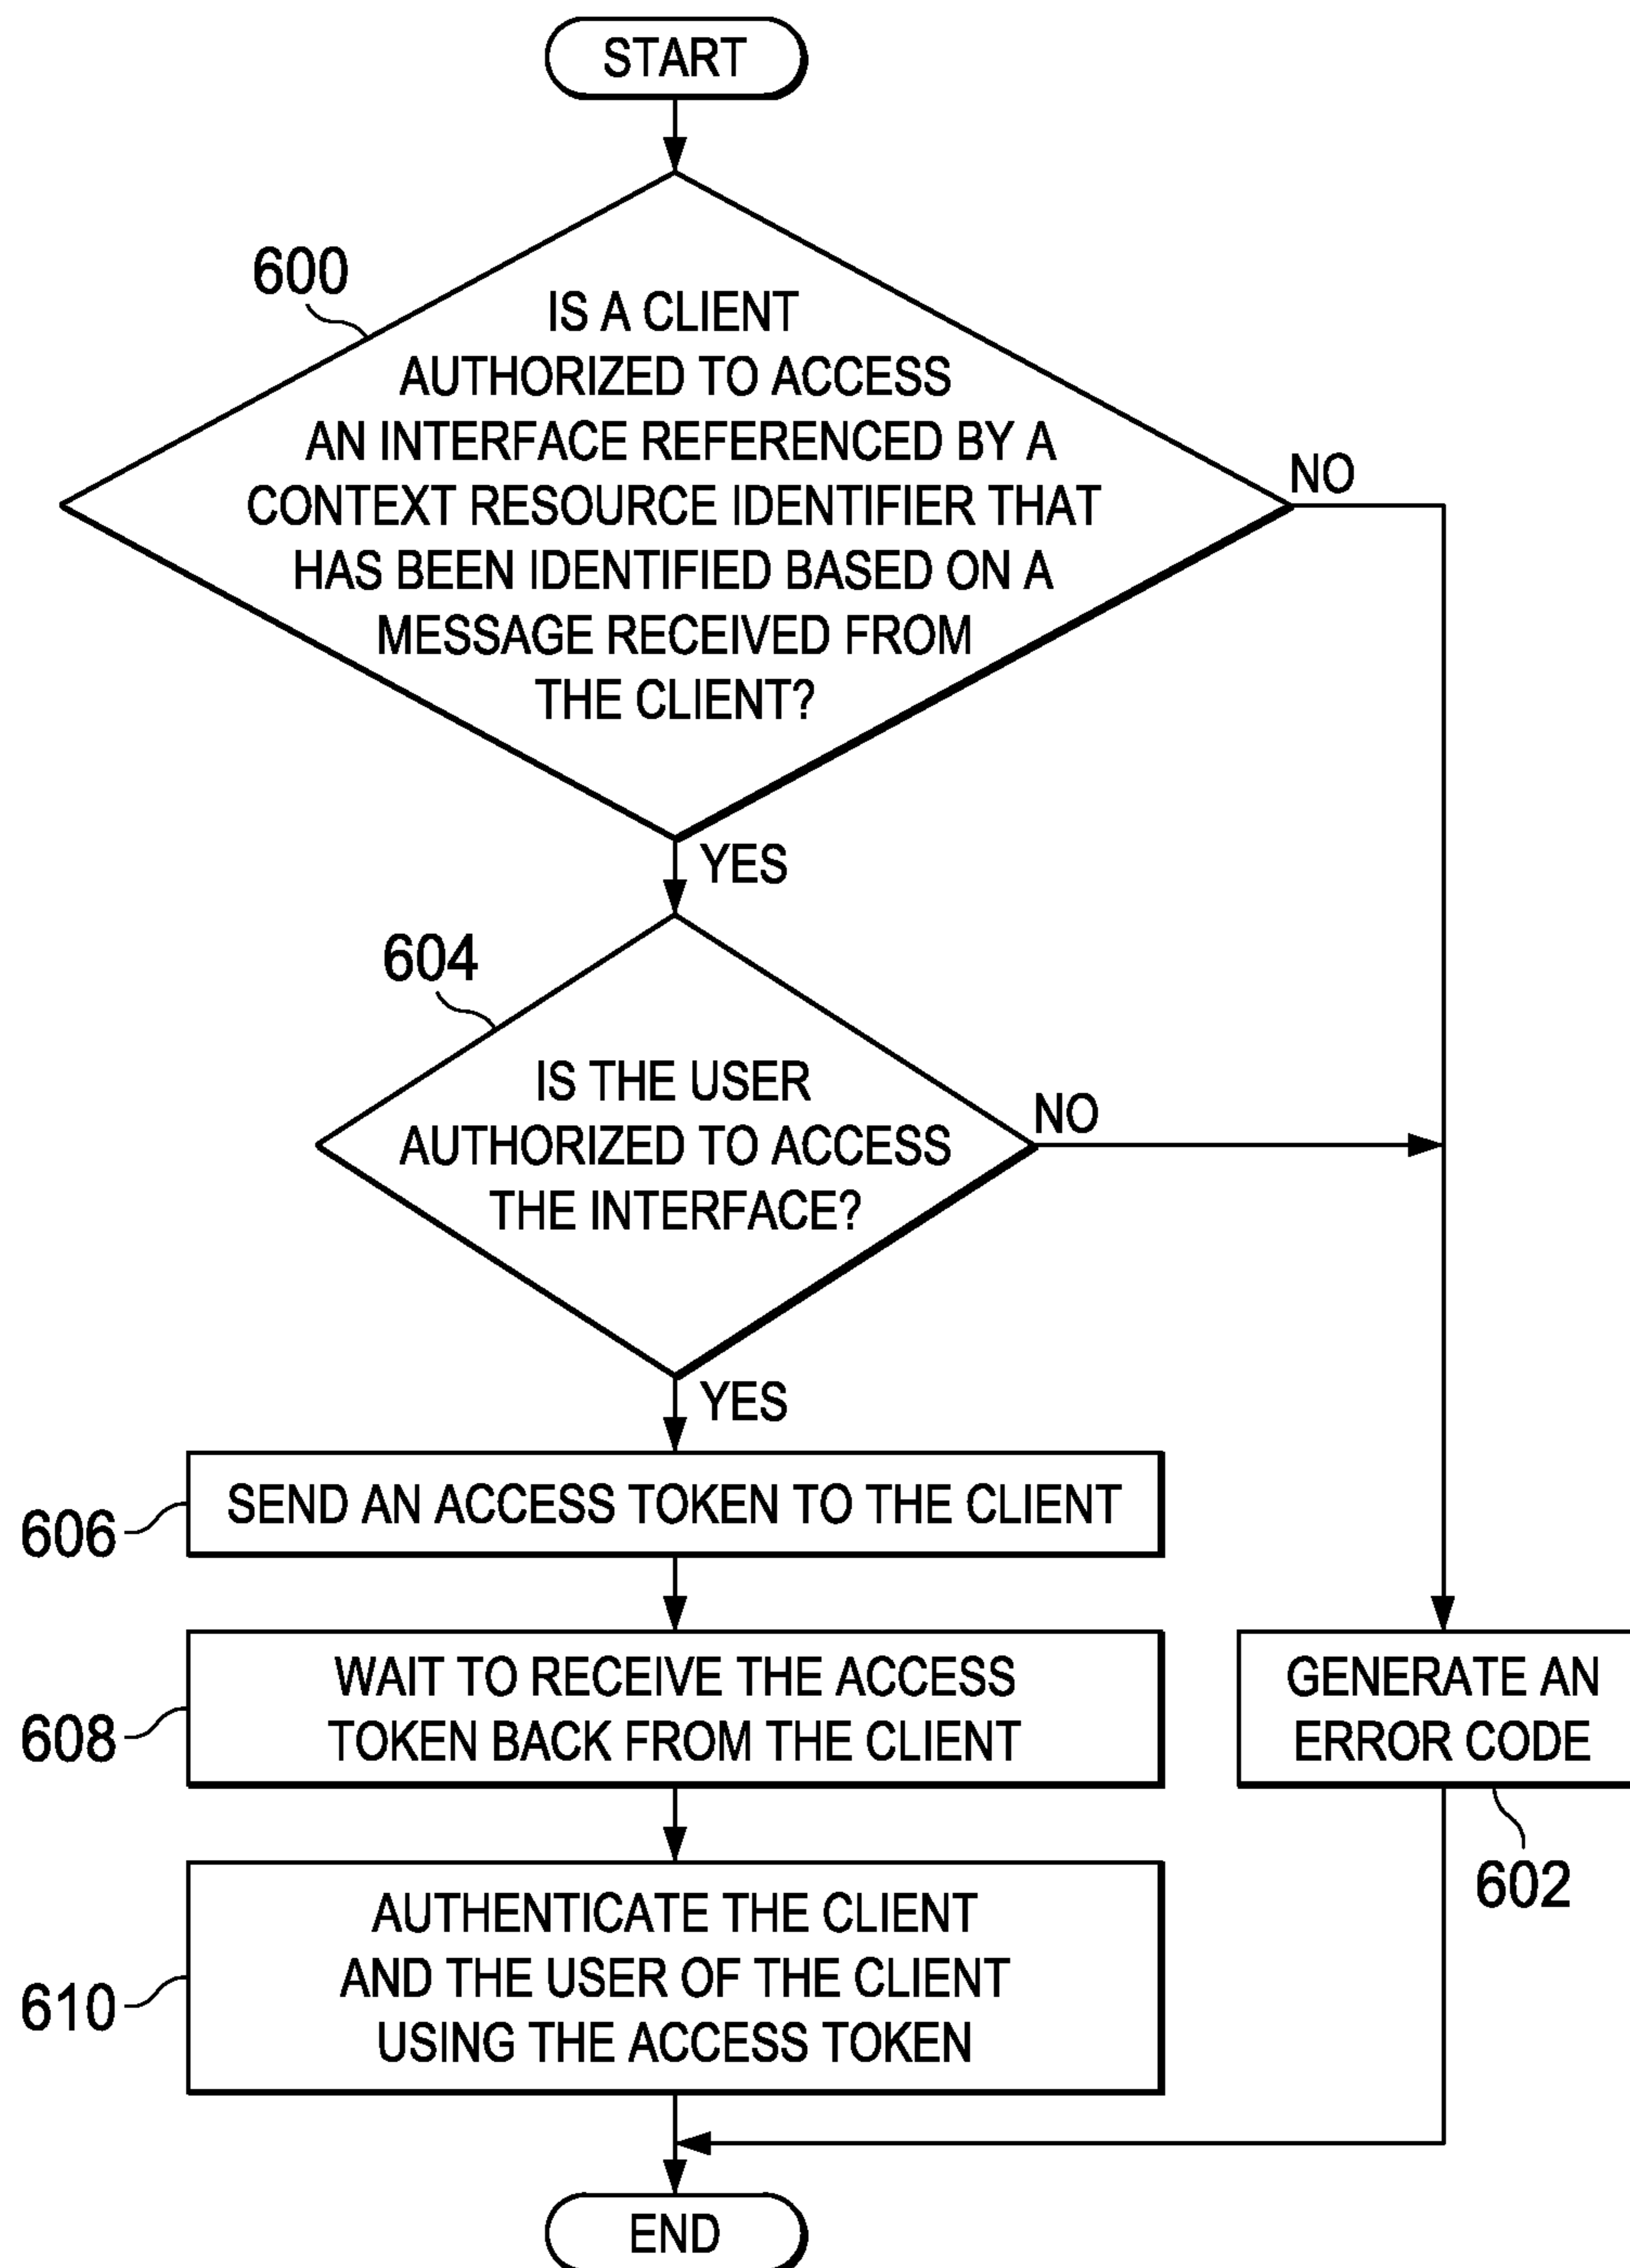 START
600
IS A CLIENT
AUTHORIZED TO ACCESS
AN INTERFACE REFERENCED BY A
CONTEXT RESOURCE IDENTIFIER THAT
HAS BEEN IDENTIFIED BASED ON A
MESSAGE RECEIVED FROM
THE CLIENT?
NO
YES
604
IS THE USER
AUTHORIZED TO ACCESS
THE INTERFACE?
NO
YES
606
SEND AN ACCESS TOKEN TO THE CLIENT
608
WAIT TO RECEIVE THE ACCESS
TOKEN BACK FROM THE CLIENT
GENERATE AN
ERROR CODE
602
610
AUTHENTICATE THE CLIENT
AND THE USER OF THE CLIENT
USING THE ACCESS TOKEN
END